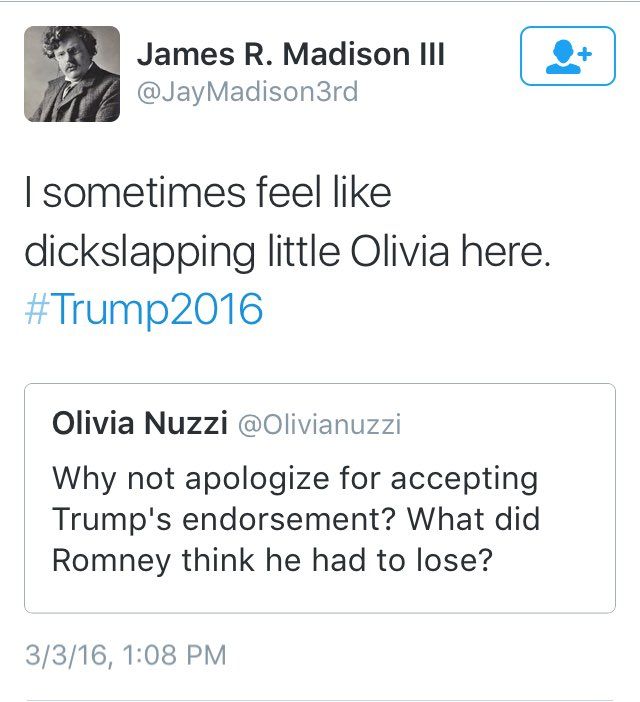 James R. Madison III
@JayMadison3rd
I sometimes feel like
dickslapping little Olivia here.
#Trump2016
Olivia Nuzzi @Olivianuzzi
Why not apologize for accepting
Trump's endorsement? What did
Romney think he had to lose?
3/3/16, 1:08 PM